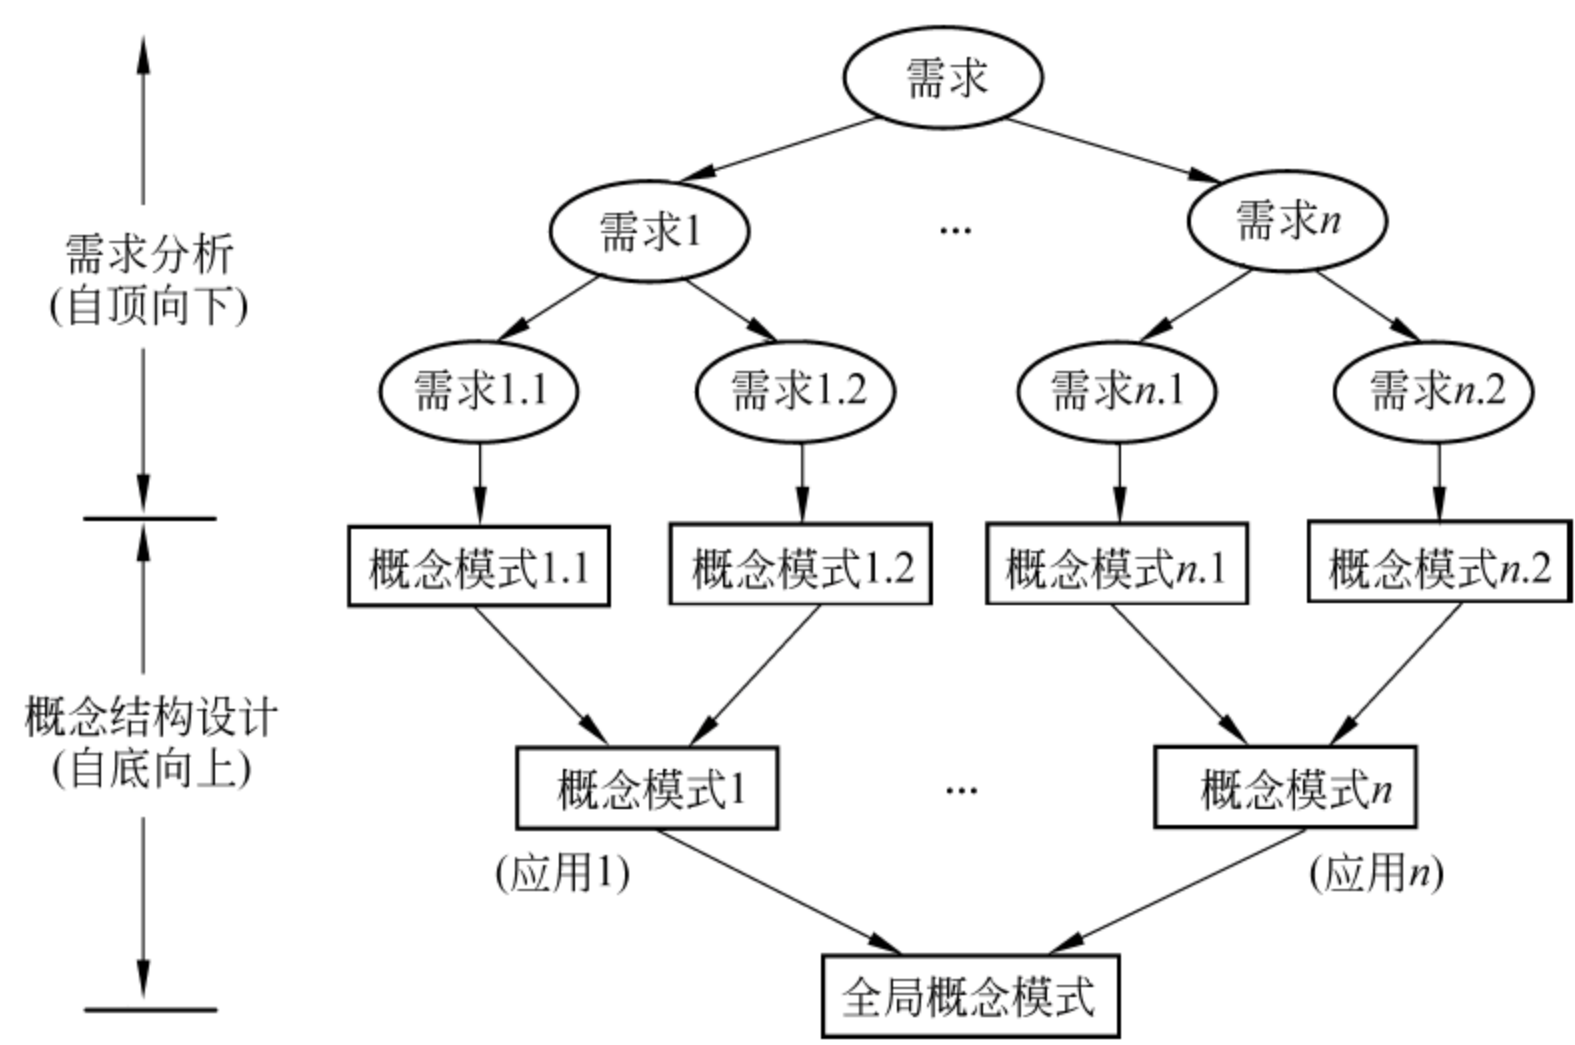 需求
需求1
...
需求n
需求分析
(自顶向下)
需求1.1
需求1.2
需求n.1
需求n.2
概念模式1.1
概念模式1.2
概念模式n.1
概念模式n.2
概念结构设计
(自底向上)
概念模式1
...
概念模式n
(应用1)
(应用n)
全局概念模式